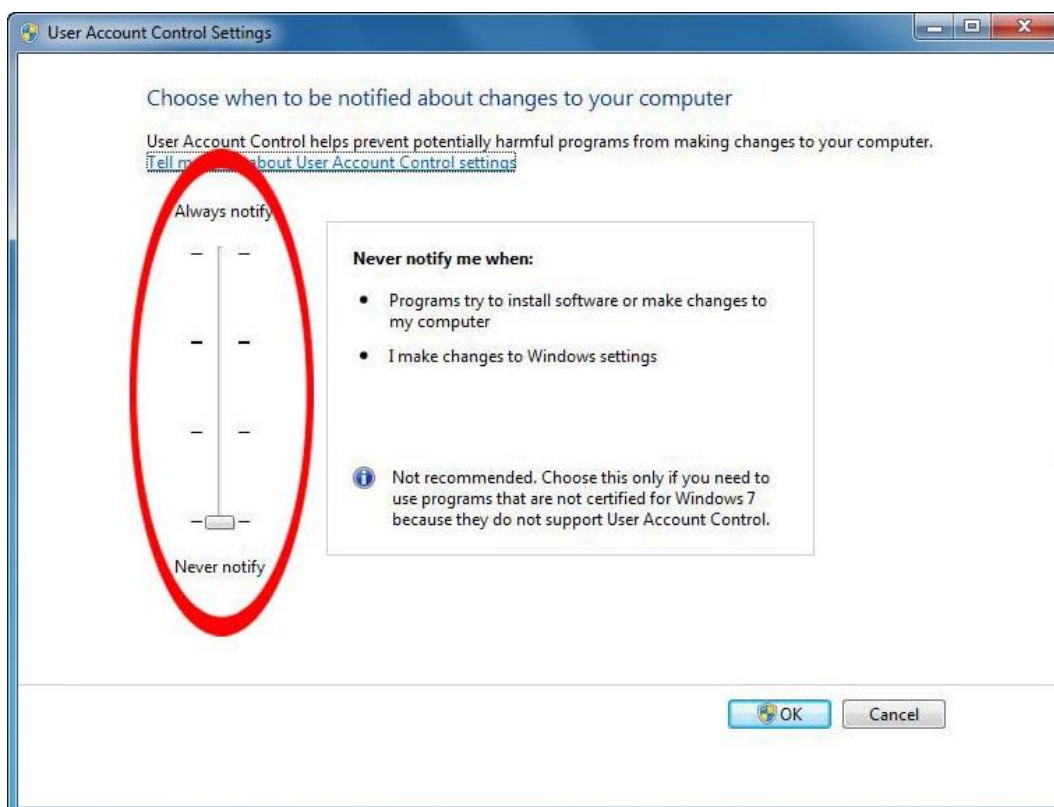 User Account Control Settings
Choose when to be notified about changes to your computer
User Account Control helps prevent potentially harmful programs from making changes to your computer.
Tell m about User Account Control settings
Always notify
Never notify me when:
Programs try to install software or make changes to
my computer
I make changes to Windows settings
Not recommended. Choose this only if you need to
use programs that are not certified for Windows 7
because they do not support User Account Control.
Never notify
OK
Cancel